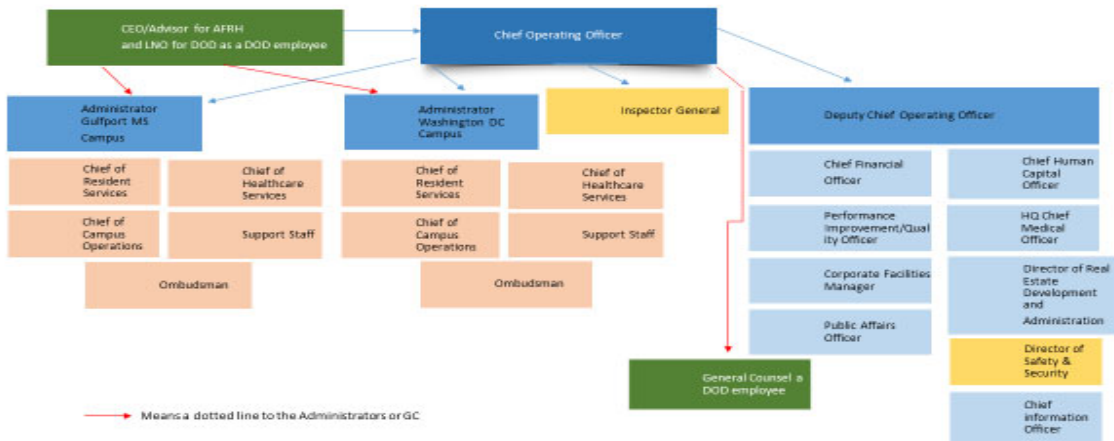 CEO/Advisor for AFRH
and LNO for DOD as a DOD employee
Chief Operating Officer
Administrator
Gulfport MS
Campus
Administrator
Washington DC
Campus
Inspector General
Deputy Chief Operating Officer
Chief of
Resident
Services
Chief of
Healthcare
Services
Chief of
Resident
Services
Chief of
Healthcare
Services
Chief Financial
Officer
Chief Human
Capital
Officer
Chief of
Campus
Operations
Support Staff
Chief of
Campus
Operations
Support Staff
Performance
Improvement/Qual
ity Officer
HQ Chief
Medical
Officer
Ombudsman
Ombudsman
Corporate Facilities
Manager
Director of Real
Estate
Development
and
Administration
Public Affairs
Officer
Director of
Safety &
Security
General Counsel a
DOD employee
Chief
information
Officer
Means a dotted line to the Administrators or GC